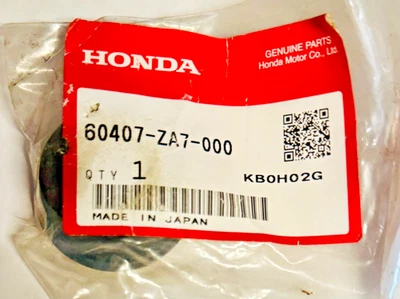 HONDA
GENUINE PARTS
Honda Motor Co., Ltd.
60407-ZA7-000
QTY 1
KB0H02G
MADE IN JAPAN